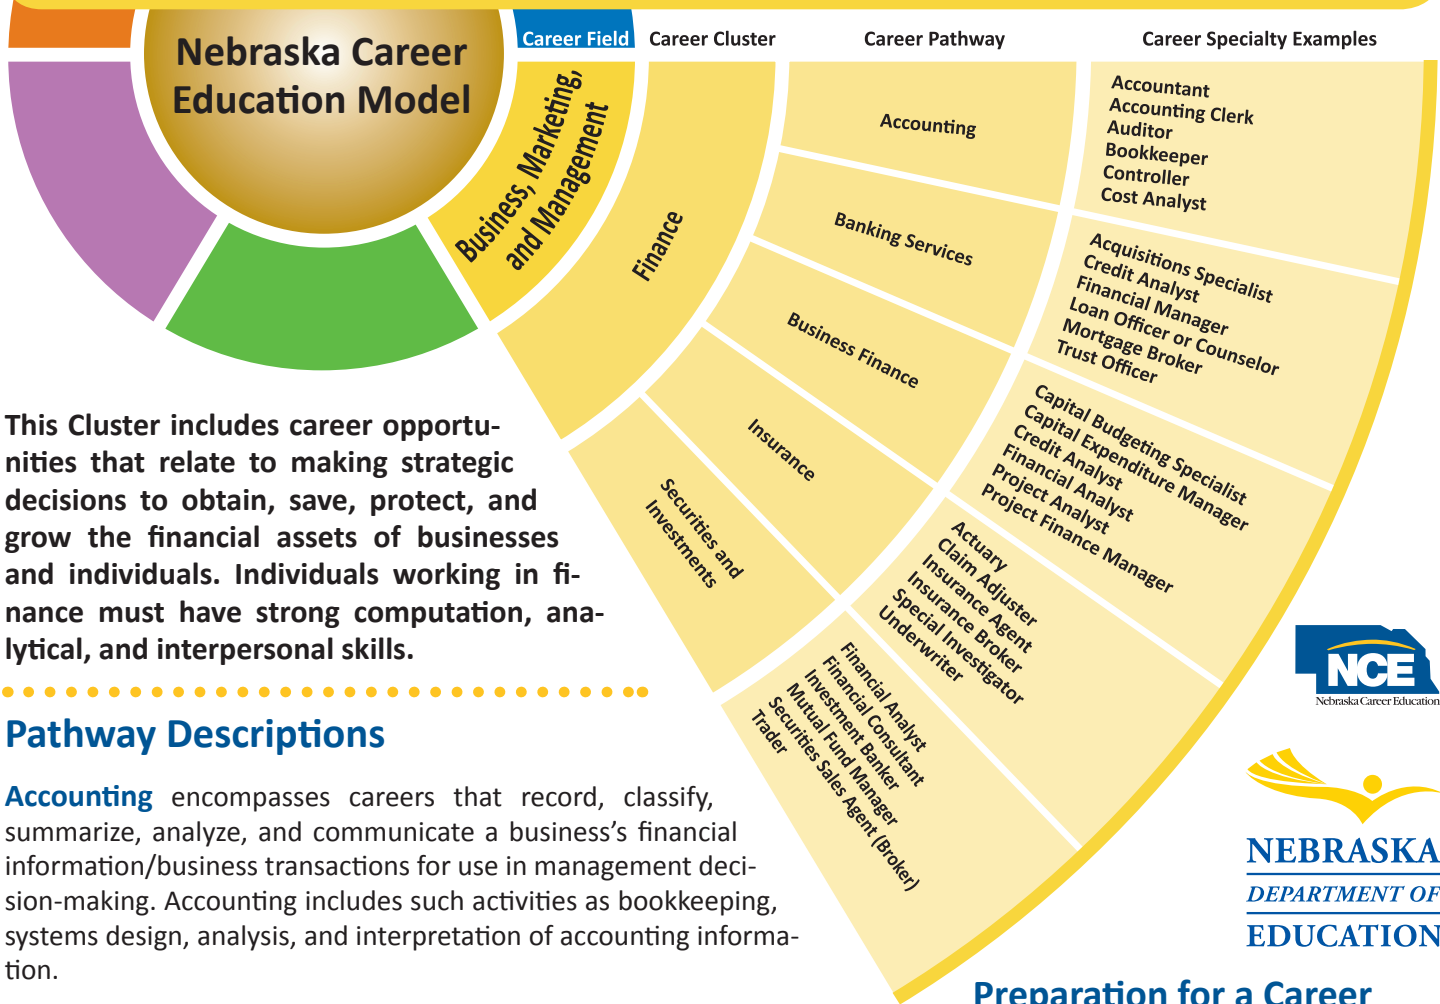 Nebraska Career
Education Model
Career Field
Career Cluster
Career Pathway
Career Specialty Examples
Business, Marketing,
and Management
Finance
Accounting
Banking Services
Business Finance
Insurance
Securities and
Investments
Accountant
Accounting Clerk
Auditor
Bookkeeper
Controller
Cost Analyst
Acquisitions Specialist
Credit Analyst
Financial Manager
Loan Officer or Counselor
Mortgage Broker
Trust Officer
Capital Budgeting Specialist
Capital Expenditure Manager
Credit Analyst
Financial Analyst
Project Analyst
Project Finance Manager
Actuary
Claim Adjuster
Insurance Agent
Insurance Broker
Special Investigator
Underwriter
Financial Analyst
Financial Consultant
Investment Banker
Mutual Fund Manager
Securities Sales Agent (Broker)
Trader
This Cluster includes career opportu-
nities that relate to making strategic
decisions to obtain, save, protect, and
grow the financial assets of businesses
and individuals. Individuals working in fi-
nance must have strong computation, ana-
lytical, and interpersonal skills.
Pathway Descriptions
Accounting encompasses careers that record, classify,
summarize, analyze, and communicate a business's financial
information/business transactions for use in management deci-
sion-making. Accounting includes such activities as bookkeeping,
systems design, analysis, and interpretation of accounting informa-
tion.
NCE
Nebraska Career Education
NEBRASKA
DEPARTMENT OF
EDUCATION
Preparation for a Career